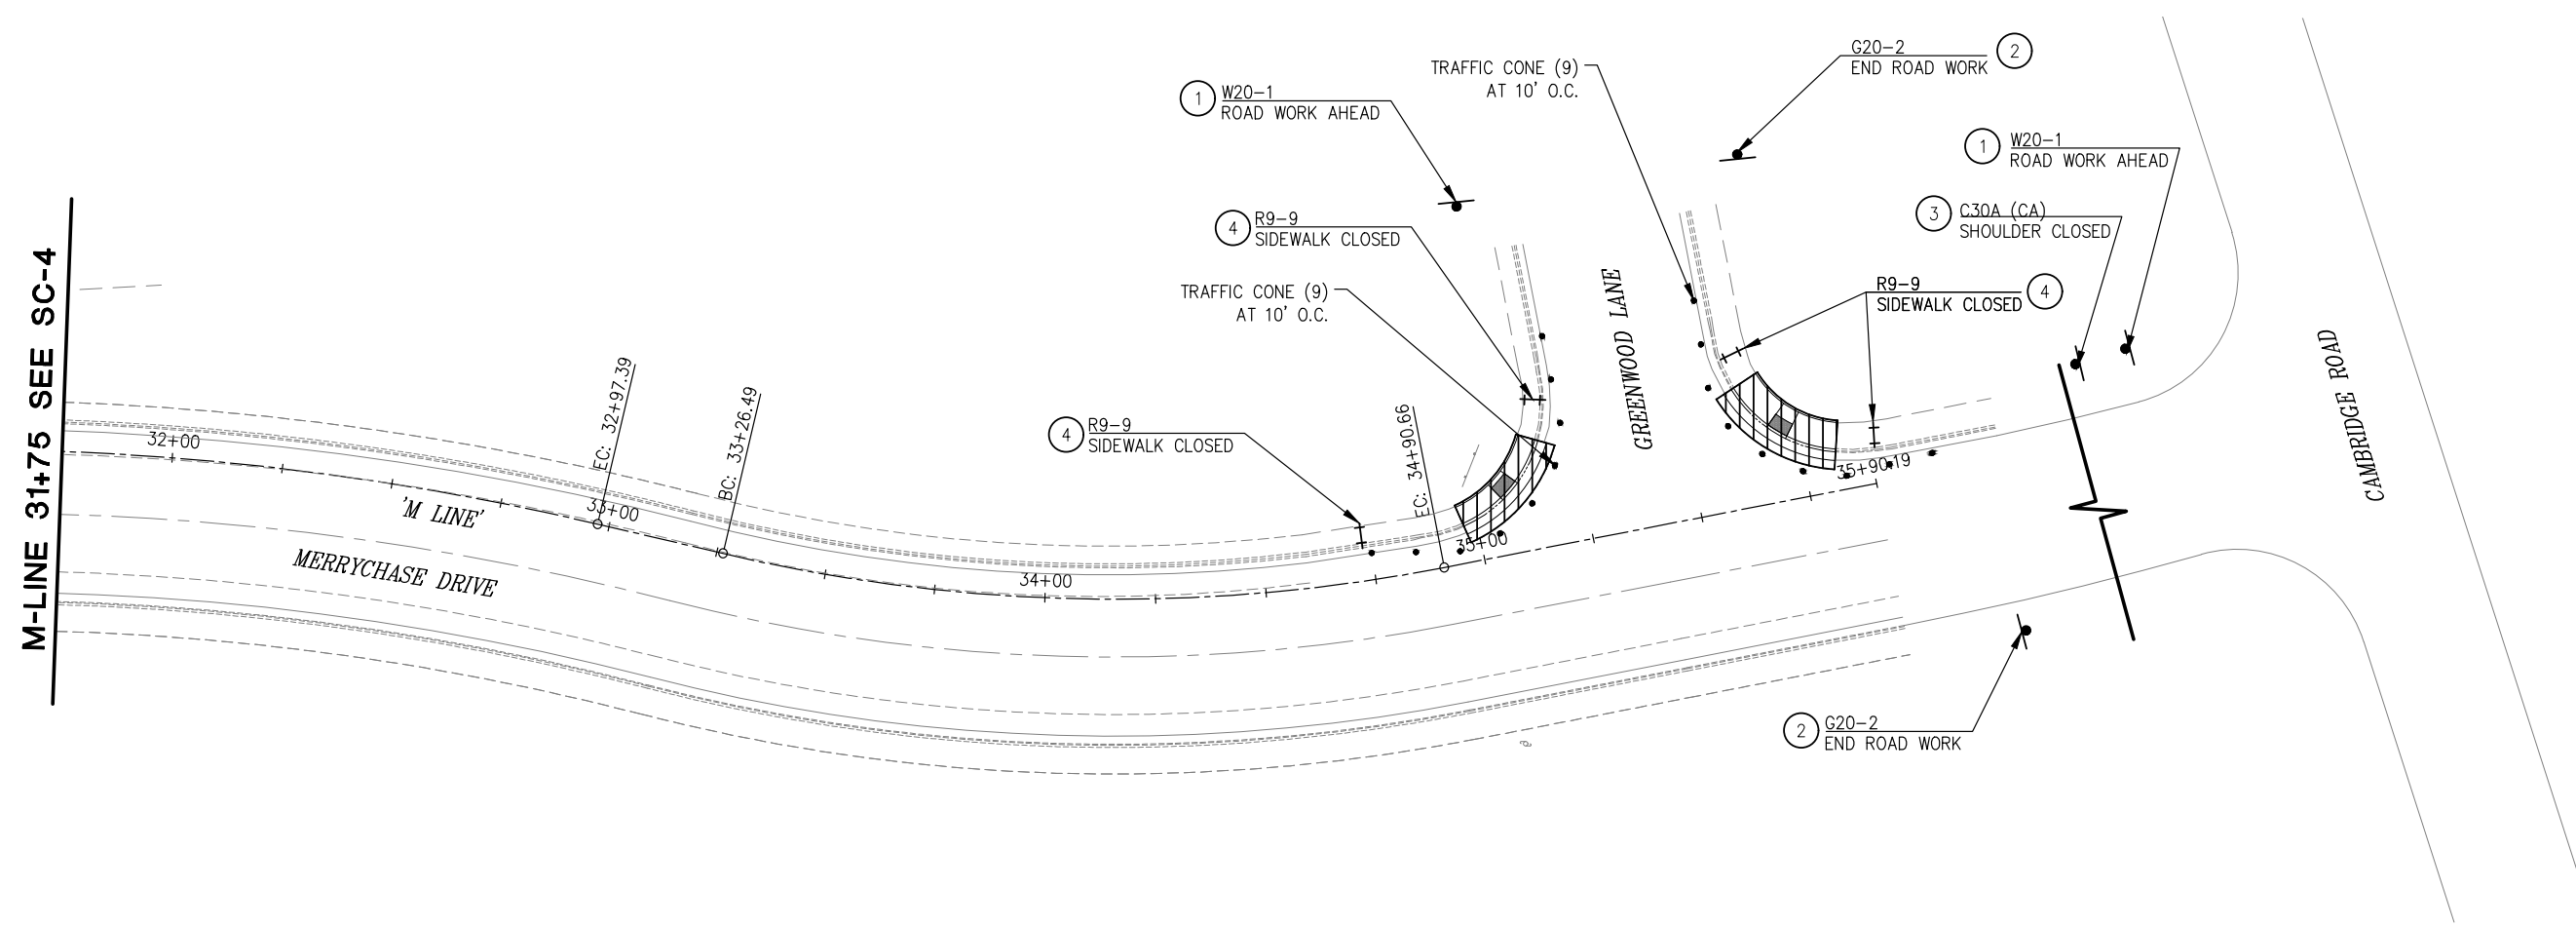 G20-2
END ROAD WORK
2
TRAFFIC CONE (9)
AT 10' O.C.
1
W20-1
ROAD WORK AHEAD
1
W20-1
ROAD WORK AHEAD
4
R9-9
SIDEWALK CLOSED
3
C30A (CA)
SHOULDER CLOSED
TRAFFIC CONE (9)
AT 10' O.C.
R9-9
SIDEWALK CLOSED
4
GREENWOOD LANE
CAMBRIDGE ROAD
M-LINE 31+75 SEE SC-4
32+00
EC: 32+97.39
BC: 33+26.49
4
R9-9
SIDEWALK CLOSED
EC: 34+90.66
35+90.19
'M LINE'
33+00
MERRYCHASE DRIVE
34+00
35+00
2
G20-2
END ROAD WORK